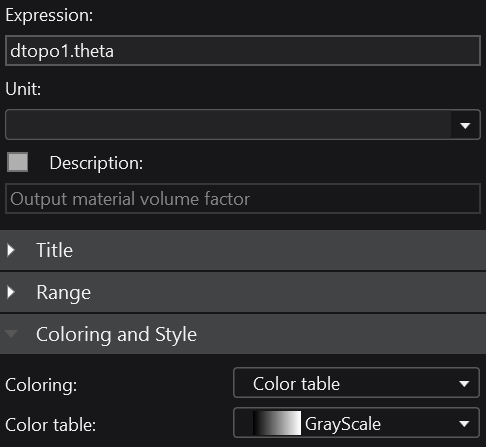 Expression:
dtopo1.theta
Unit:
Description:
Output material volume factor
Title
Range
Coloring and Style
Coloring: Color table
Color table: GrayScale